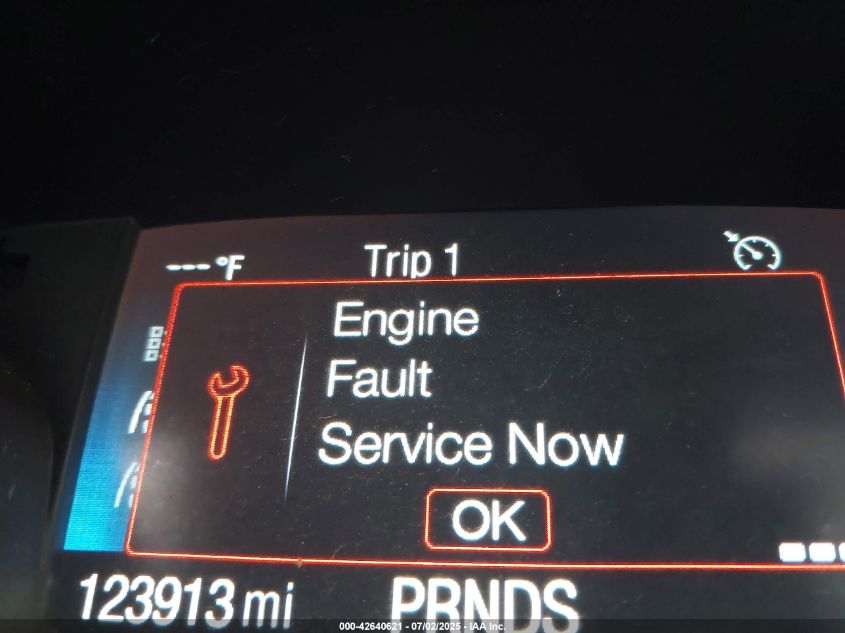 ---°F
Trip 1
Engine
Fault
Service Now
OK
123913 mi
PRNDS
000-42640621 - 07/02/2025 - IAA Inc.